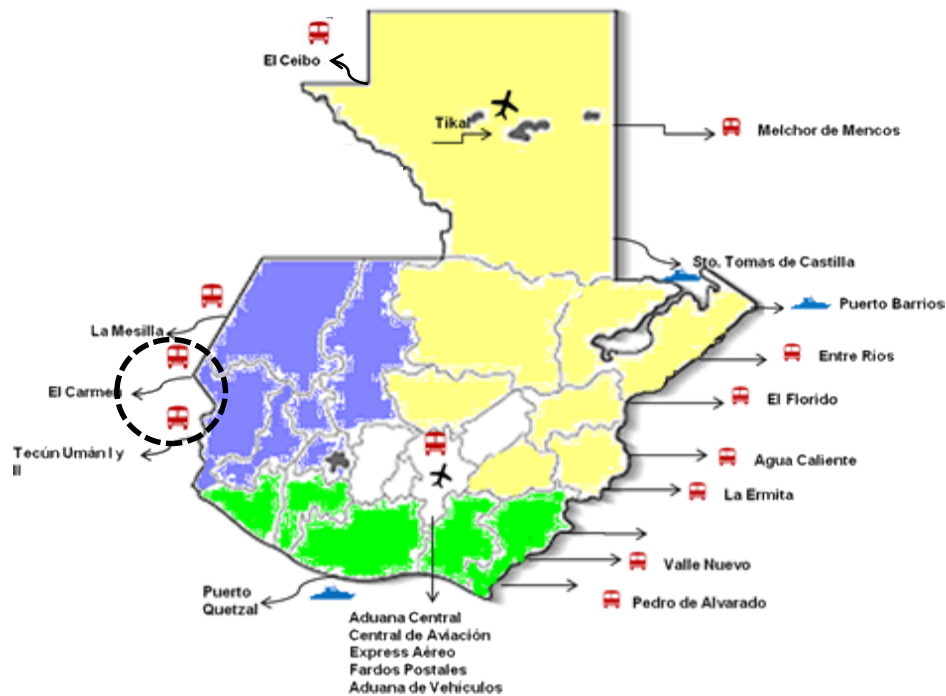 El Ceibo
Tikal
Melchor de Mencos
Sto. Tomas de Castilla
Puerto Barrios
La Mesilla
Entre Rios
El Carmen
El Florido
Tecún Umán I y
II
Agua Caliente
La Ermita
Valle Nuevo
Puerto
Quetzal
Pedro de Alvarado
Aduana Central
Central de Aviación
Express Aéreo
Fardos Postales
Aduana de Vehículos